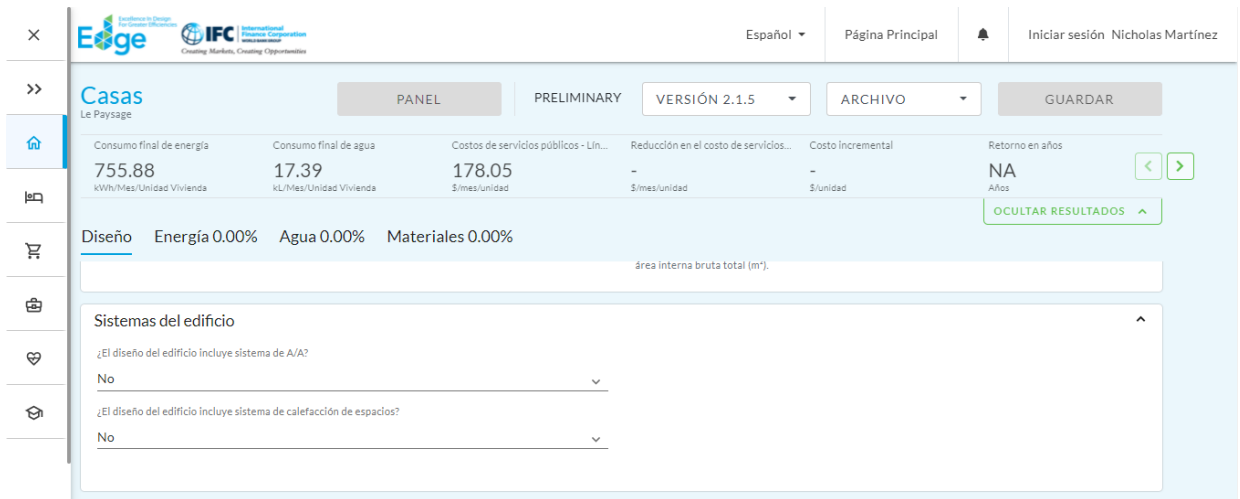 Excellence in Design
For Greater Efficiencies
Edge
IFC
International
Finance Corporation
WORLD BANK GROUP
Creating Markets, Creating Opportunities
Español
Página Principal
Iniciar sesión Nicholas Martínez
Casas
Le Paysage
PANEL
PRELIMINARY
VERSIÓN 2.1.5
ARCHIVO
GUARDAR
Consumo final de energía
755.88
kWh/Mes/Unidad Vivienda
Consumo final de agua
17.39
kL/Mes/Unidad Vivienda
Costos de servicios públicos - Lín...
178.05
$/mes/unidad
Reducción en el costo de servicios...
-
$/mes/unidad
Costo incremental
-
$/unidad
Retorno en años
NA
Años
OCULTAR RESULTADOS
Diseño Energía 0.00% Agua 0.00% Materiales 0.00%
área interna bruta total (m²).
Sistemas del edificio
¿El diseño del edificio incluye sistema de A/A?
No
¿El diseño del edificio incluye sistema de calefacción de espacios?
No